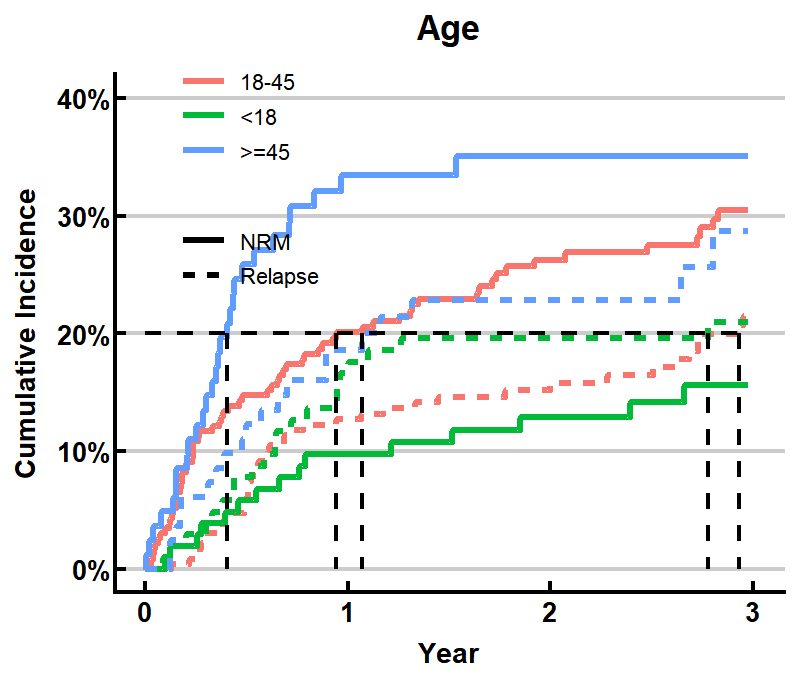 Age
Cumulative Incidence
40%
30%
20%
10%
0%
18-45
<18
>=45
NRM
Relapse
0
1
2
3
Year